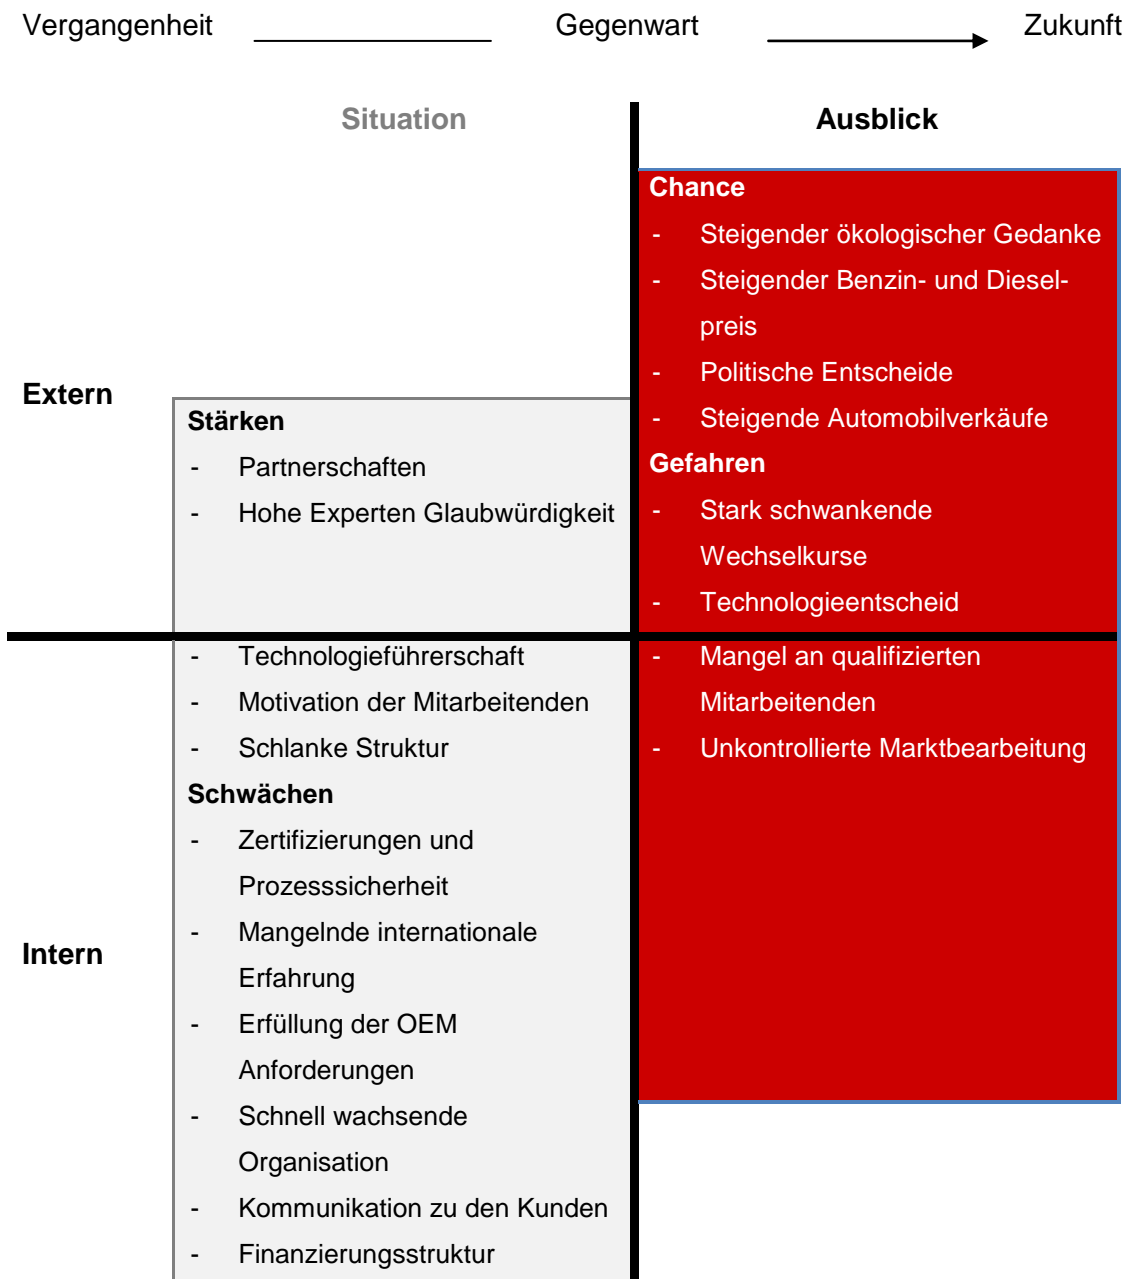 Vergangenheit Gegenwart Zukunft
Situation
Ausblick
Extern
Stärken
- Partnerschaften
- Hohe Experten Glaubwürdigkeit
Chance
- Steigender ökologischer Gedanke
- Steigender Benzin- und Diesel-
preis
- Politische Entscheide
- Steigende Automobilverkäufe
Gefahren
- Stark schwankende
Wechselkurse
- Technologieentscheid
Intern
- Technologieführerschaft
- Motivation der Mitarbeitenden
- Schlanke Struktur
Schwächen
- Zertifizierungen und
Prozesssicherheit
- Mangelnde internationale
Erfahrung
- Erfüllung der OEM
Anforderungen
- Schnell wachsende
Organisation
- Kommunikation zu den Kunden
- Finanzierungsstruktur
- Mangel an qualifizierten
Mitarbeitenden
- Unkontrollierte Marktbearbeitung